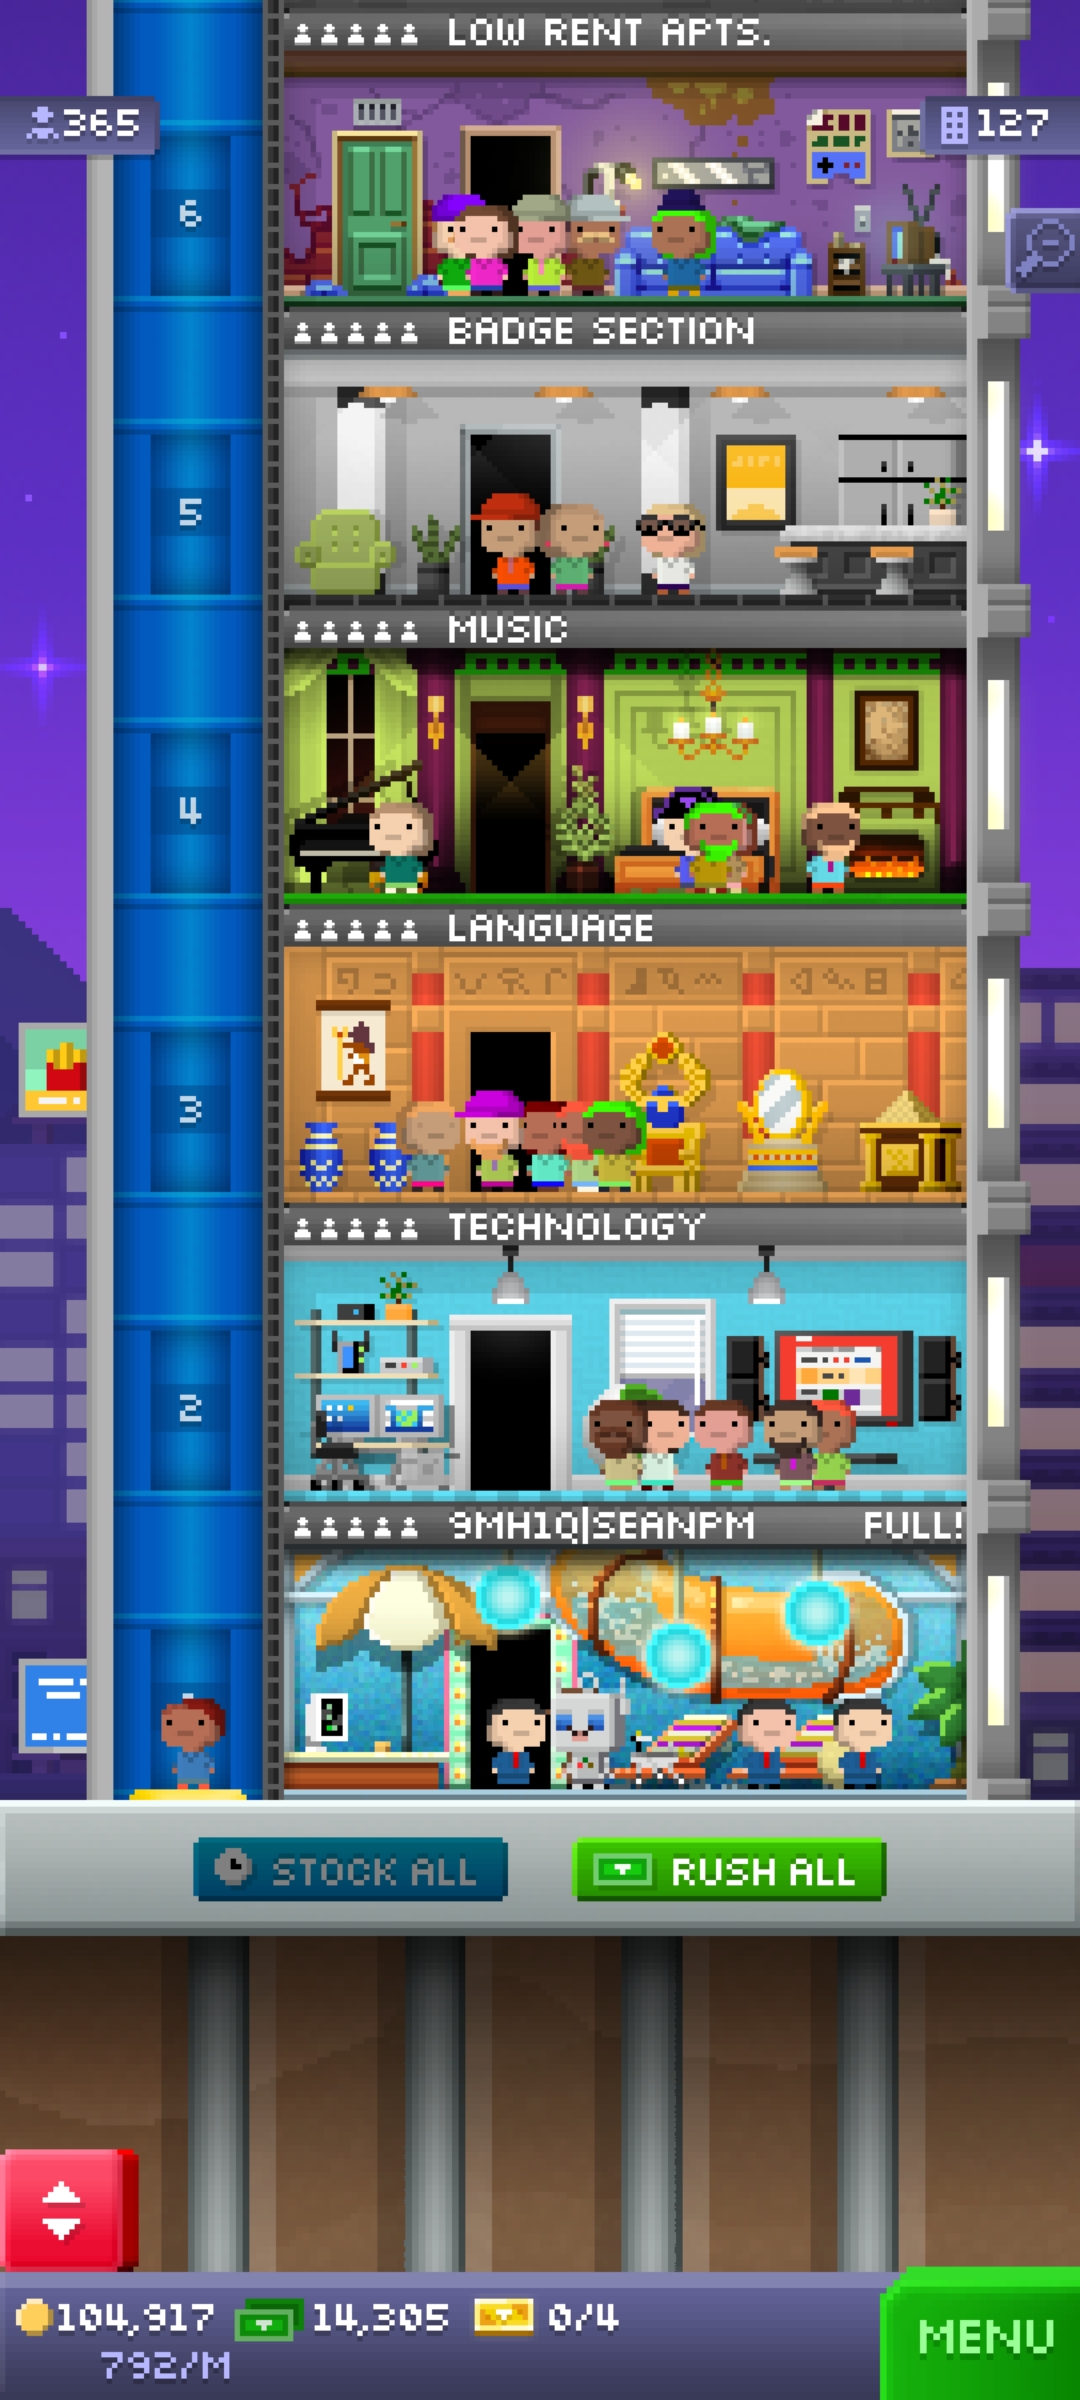 LOW RENT APTS.
365
127
6
BADGE SECTION
5
MUSIC
4
LANGUAGE
3
TECHNOLOGY
2
9MH1Q|SEANPM FULL!
STOCK ALL
RUSH ALL
104,917 14,305 0/4
792/M
MENU